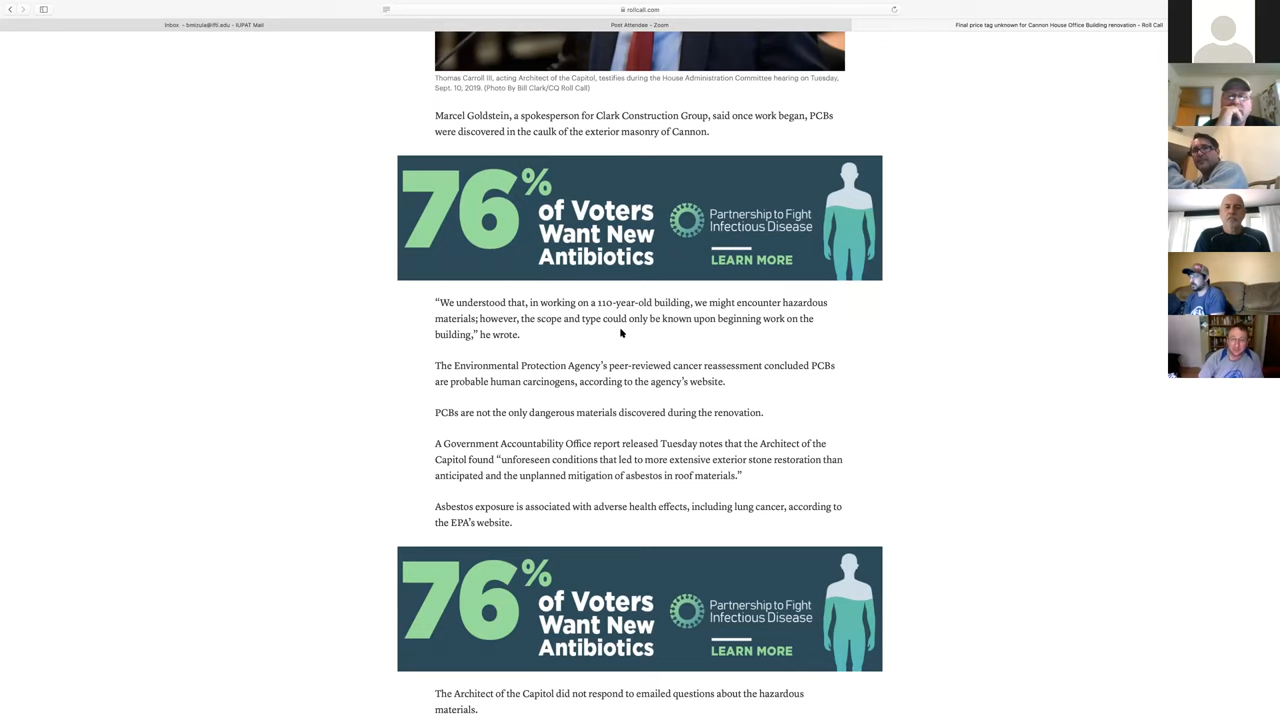 rollcall.com
Inbox – bmizula@ifti.edu – IUPAT Mail
Post Attendee - Zoom
Final price tag unknown for Cannon House Office Building renovation - Roll Call
Thomas Carroll III, acting Architect of the Capitol, testifies during the House Administration Committee hearing on Tuesday,
Sept. 10, 2019. (Photo By Bill Clark/CQ Roll Call)
Marcel Goldstein, a spokesperson for Clark Construction Group, said once work began, PCBs
were discovered in the caulk of the exterior masonry of Cannon.
76%
of Voters
Want New
Antibiotics
Partnership to Fight
Infectious Disease
LEARN MORE
“We understood that, in working on a 110-year-old building, we might encounter hazardous
materials; however, the scope and type could only be known upon beginning work on the
building,” he wrote.
The Environmental Protection Agency’s peer-reviewed cancer reassessment concluded PCBs
are probable human carcinogens, according to the agency’s website.
PCBs are not the only dangerous materials discovered during the renovation.
A Government Accountability Office report released Tuesday notes that the Architect of the
Capitol found “unforeseen conditions that led to more extensive exterior stone restoration than
anticipated and the unplanned mitigation of asbestos in roof materials.”
Asbestos exposure is associated with adverse health effects, including lung cancer, according to
the EPA’s website.
76%
of Voters
Want New
Antibiotics
Partnership to Fight
Infectious Disease
LEARN MORE
The Architect of the Capitol did not respond to emailed questions about the hazardous
materials.